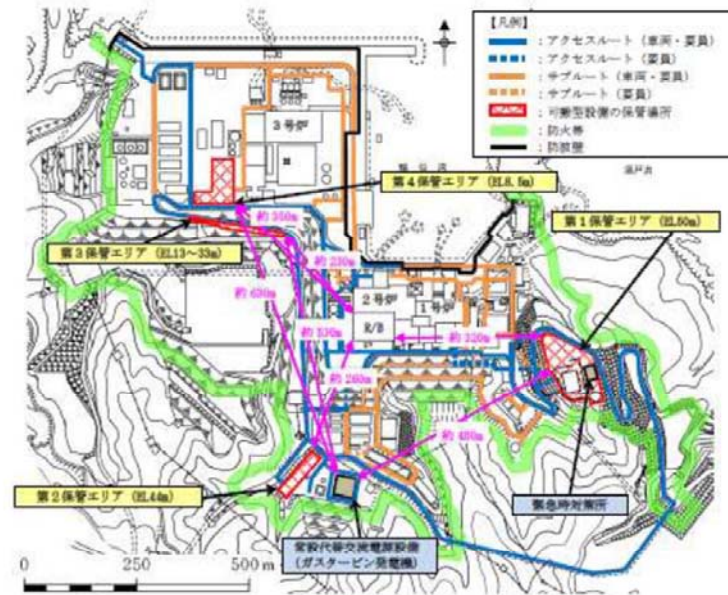 【凡例】
：アクセスルート（車両・要員）
：アクセスルート（要員）
：サブルート（車両・要員）
：サブルート（要員）
：可搬型設備の保管場所
：防火帯
：防波壁
3号炉
第4保管エリア（EL8.5m）
第1保管エリア（EL50m）
約350m
第3保管エリア（EL13～33m）
約230m
約630m
2号炉
1号炉
R/B
約530m
約320m
約260m
約480m
第2保管エリア（EL44m）
緊急時対策所
常設代替交流電源設備
（ガスタービン発電機）
0
500 m